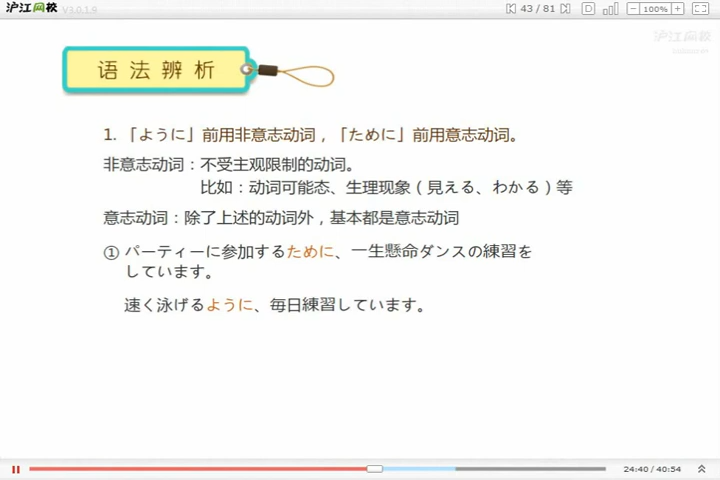 沪江网校 V3.0.1.9
43 / 81
D
100%
沪江网校
语法辨析
1. 「ように」前用非意志动词，「ために」前用意志动词。
非意志动词：不受主观限制的动词。
比如：动词可能态、生理现象（見える、わかる）等
意志动词：除了上述的动词外，基本都是意志动词
① パーティーに参加するために、一生懸命ダンスの練習を
しています。
速く泳げるように、毎日練習しています。
24:40 / 40:54